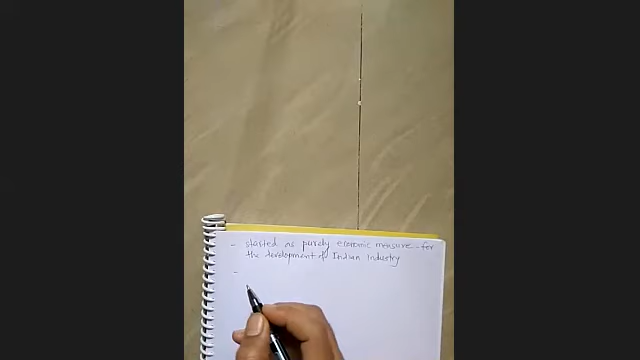 - started as purely economic measure - for
the development of Indian Industry
-